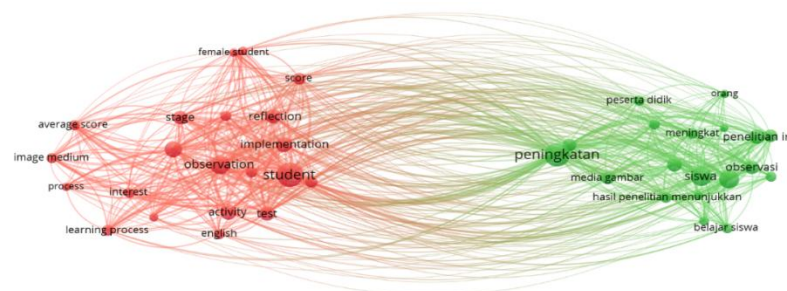 female student
score
stage
reflection
average score
implementation
image medium
observation
student
process
interest
activity
test
learning process
english
orang
peserta didik
meningkat
penelitian in
peningkatan
observasi
media gambar
siswa
hasil penelitian menunjukkan
belajar siswa